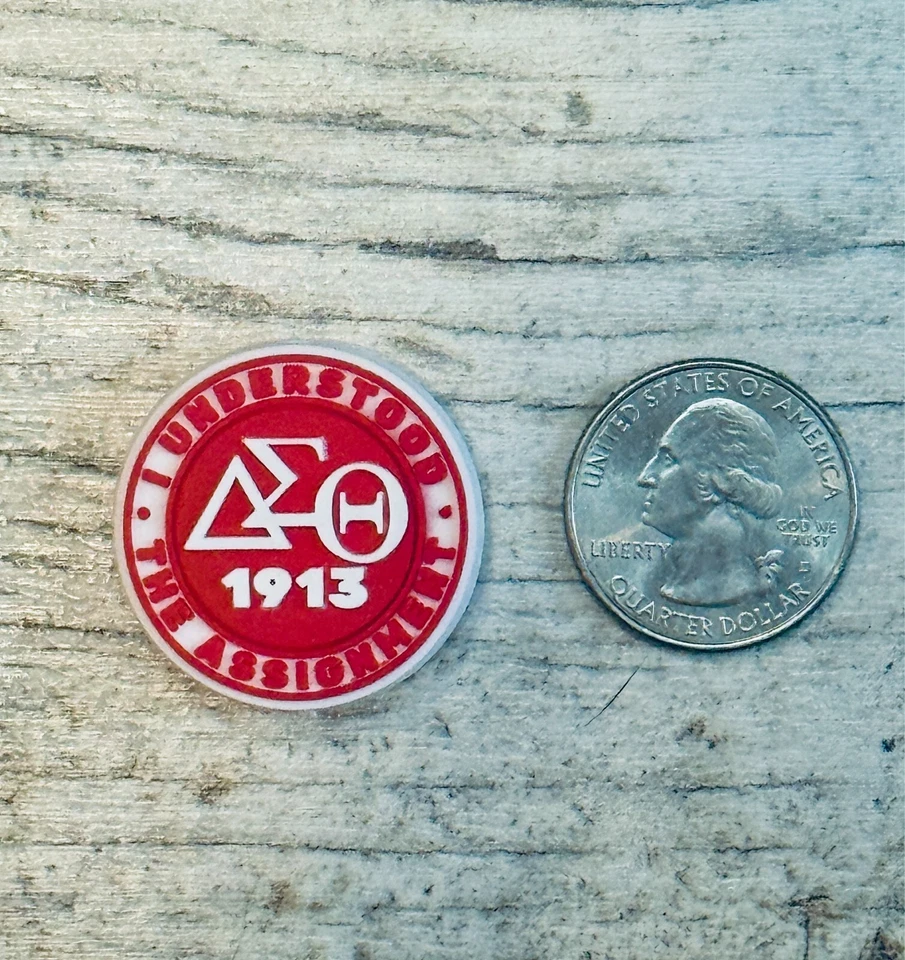 • I UNDERSTOOD •
ΔΣΘ
1913
THE ASSIGNMENT
UNITED STATES OF AMERICA
LIBERTY
IN
GOD WE
TRUST
QUARTER DOLLAR